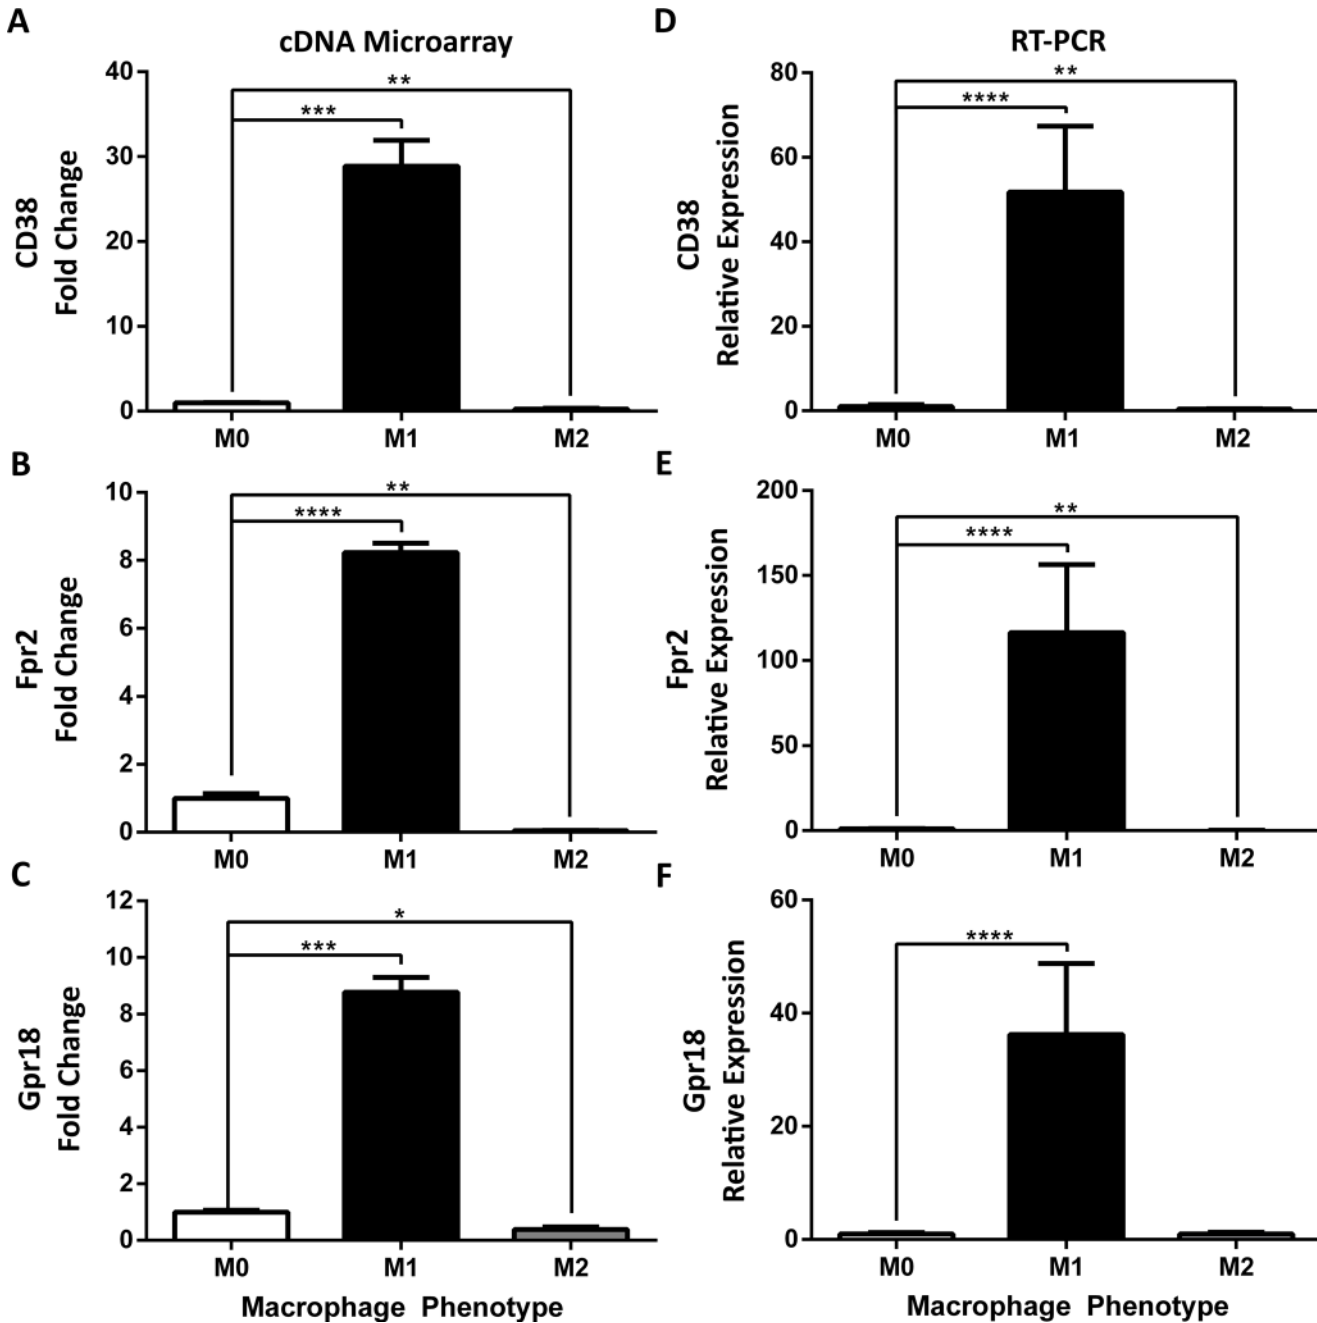 A
cDNA Microarray
CD38
Fold Change
40
30
20
10
0
**
***
M0 M1 M2
D
RT-PCR
CD38
Relative Expression
80
60
40
20
0
**
****
M0 M1 M2
B
Fpr2
Fold Change
10
8
6
4
2
0
**
****
M0 M1 M2
E
Fpr2
Relative Expression
200
150
100
50
0
**
****
M0 M1 M2
C
Gpr18
Fold Change
12
10
8
6
4
2
0
*
***
M0 M1 M2
Macrophage Phenotype
F
Gpr18
Relative Expression
60
40
20
0
****
M0 M1 M2
Macrophage Phenotype